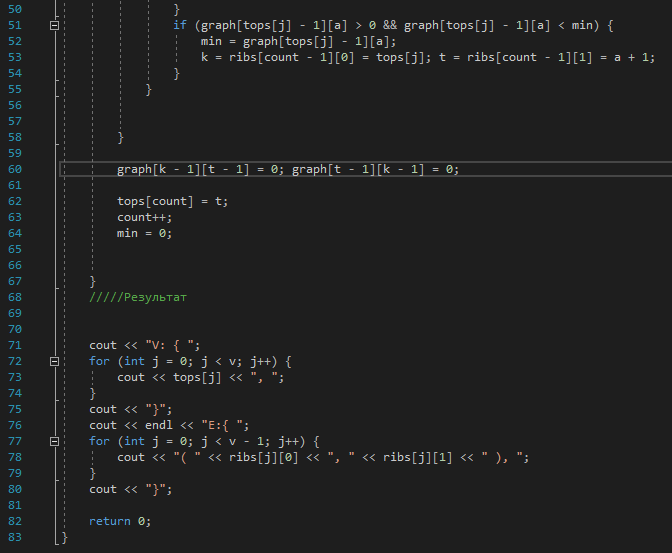 50 }
51 if (graph[tops[j] - 1][a] > 0 && graph[tops[j] - 1][a] < min) {
52 min = graph[tops[j] - 1][a];
53 k = ribs[count - 1][0] = tops[j]; t = ribs[count - 1][1] = a + 1;
54 }
55 }
56
57
58 }
59
60 graph[k - 1][t - 1] = 0; graph[t - 1][k - 1] = 0;
61
62 tops[count] = t;
63 count++;
64 min = 0;
65
66
67 }
68 /////Результат
69
70
71 cout << "V: { ";
72 for (int j = 0; j < v; j++) {
73 cout << tops[j] << ", ";
74 }
75 cout << "}";
76 cout << endl << "E:{ ";
77 for (int j = 0; j < v - 1; j++) {
78 cout << "( " << ribs[j][0] << ", " << ribs[j][1] << " ), ";
79 }
80 cout << "}";
81
82 return 0;
83 }